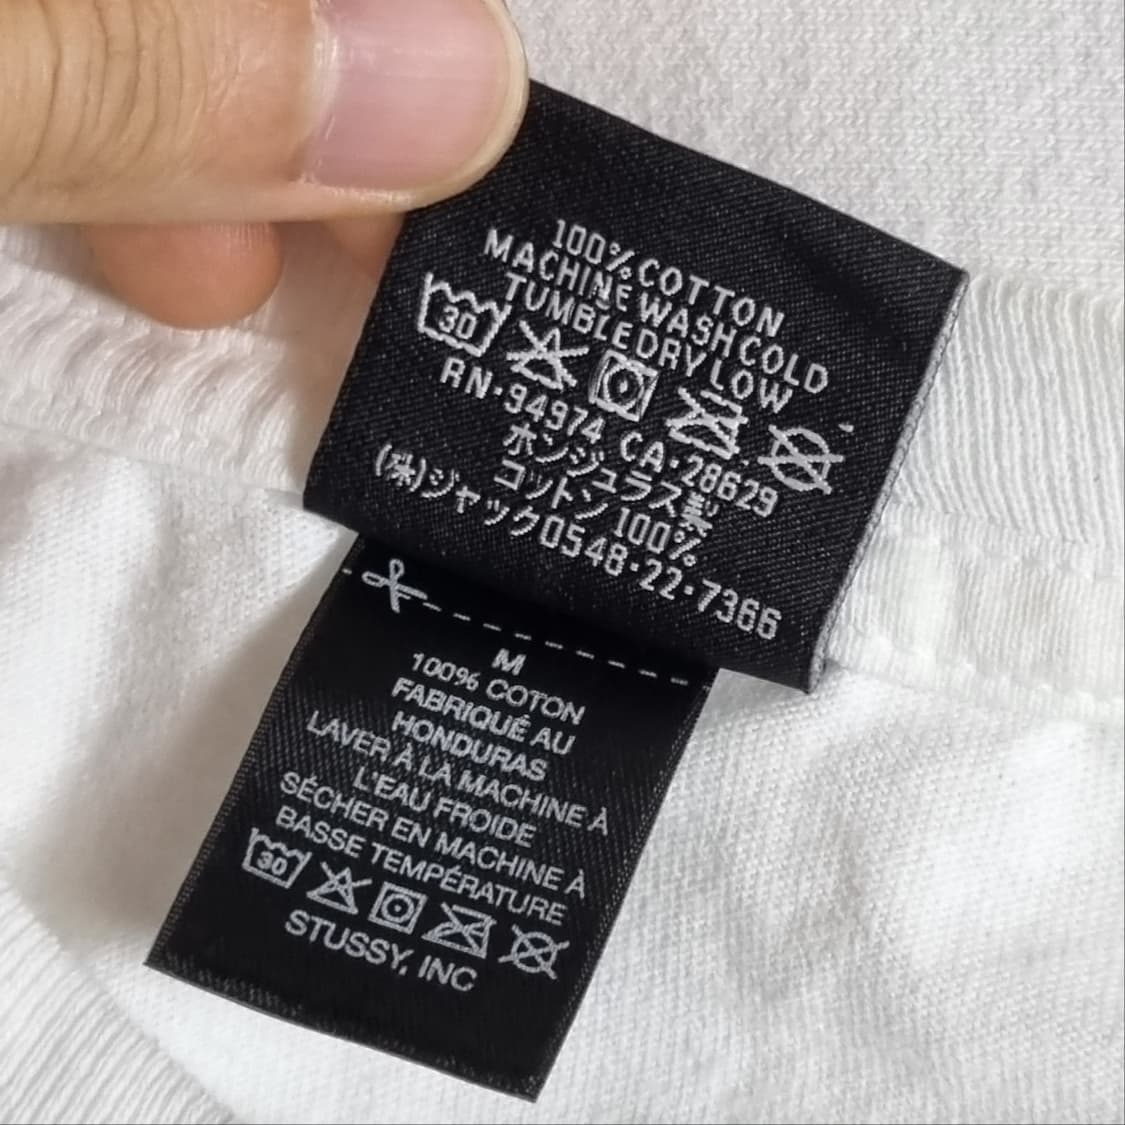 100% COTTON
MACHINE WASH COLD
TUMBLE DRY LOW
30
RN·94974 CA·28629
ホンジュラス製
コットン100%
(株)ジャック0548·22·7366
M
100% COTON
FABRIQUÉ AU
HONDURAS
LAVER À LA MACHINE À
L'EAU FROIDE
SÉCHER EN MACHINE À
BASSE TEMPÉRATURE
30
STUSSY, INC